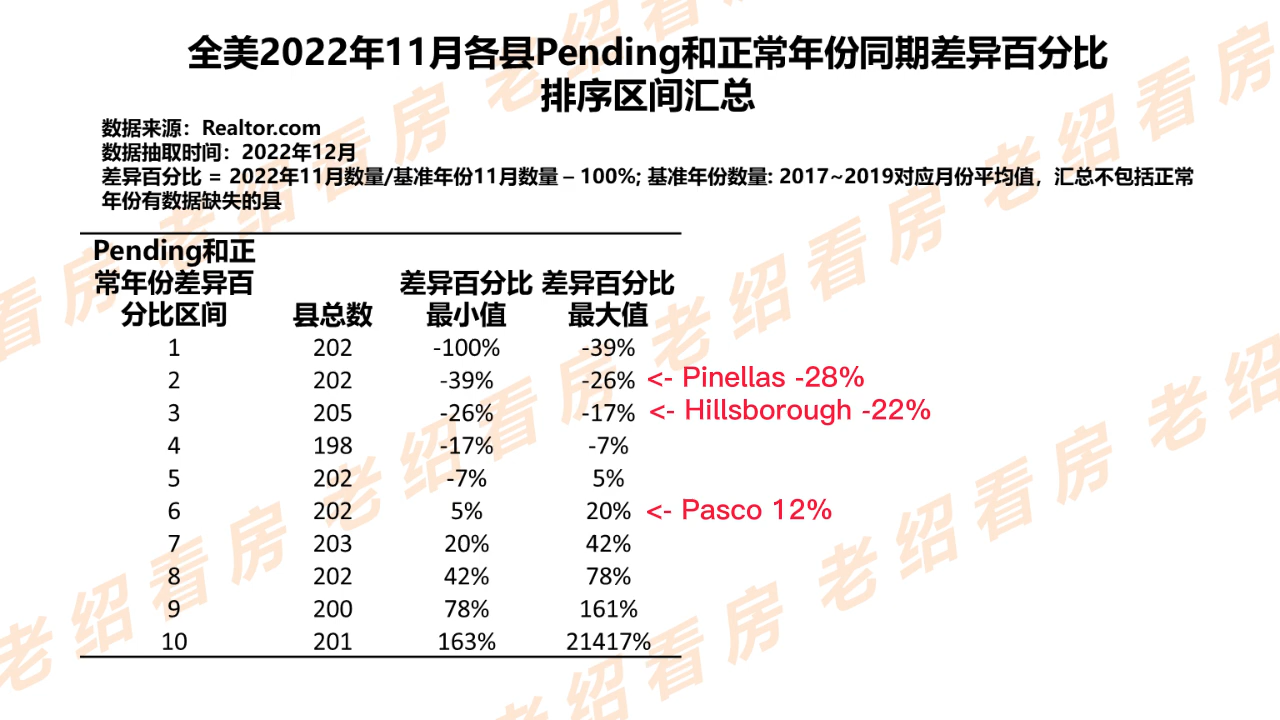 全美2022年11月各县Pending和正常年份同期差异百分比
排序区间汇总
数据来源：Realtor.com
数据抽取时间：2022年12月
差异百分比 = 2022年11月数量/基准年份11月数量 – 100%; 基准年份数量: 2017~2019对应月份平均值，汇总不包括正常
年份有数据缺失的县
Pending和正
常年份差异百 差异百分比 差异百分比
分比区间 县总数 最小值 最大值
1 202 -100% -39%
2 202 -39% -26% <- Pinellas -28%
3 205 -26% -17% <- Hillsborough -22%
4 198 -17% -7%
5 202 -7% 5%
6 202 5% 20% <- Pasco 12%
7 203 20% 42%
8 202 42% 78%
9 200 78% 161%
10 201 163% 21417%
老绍看房